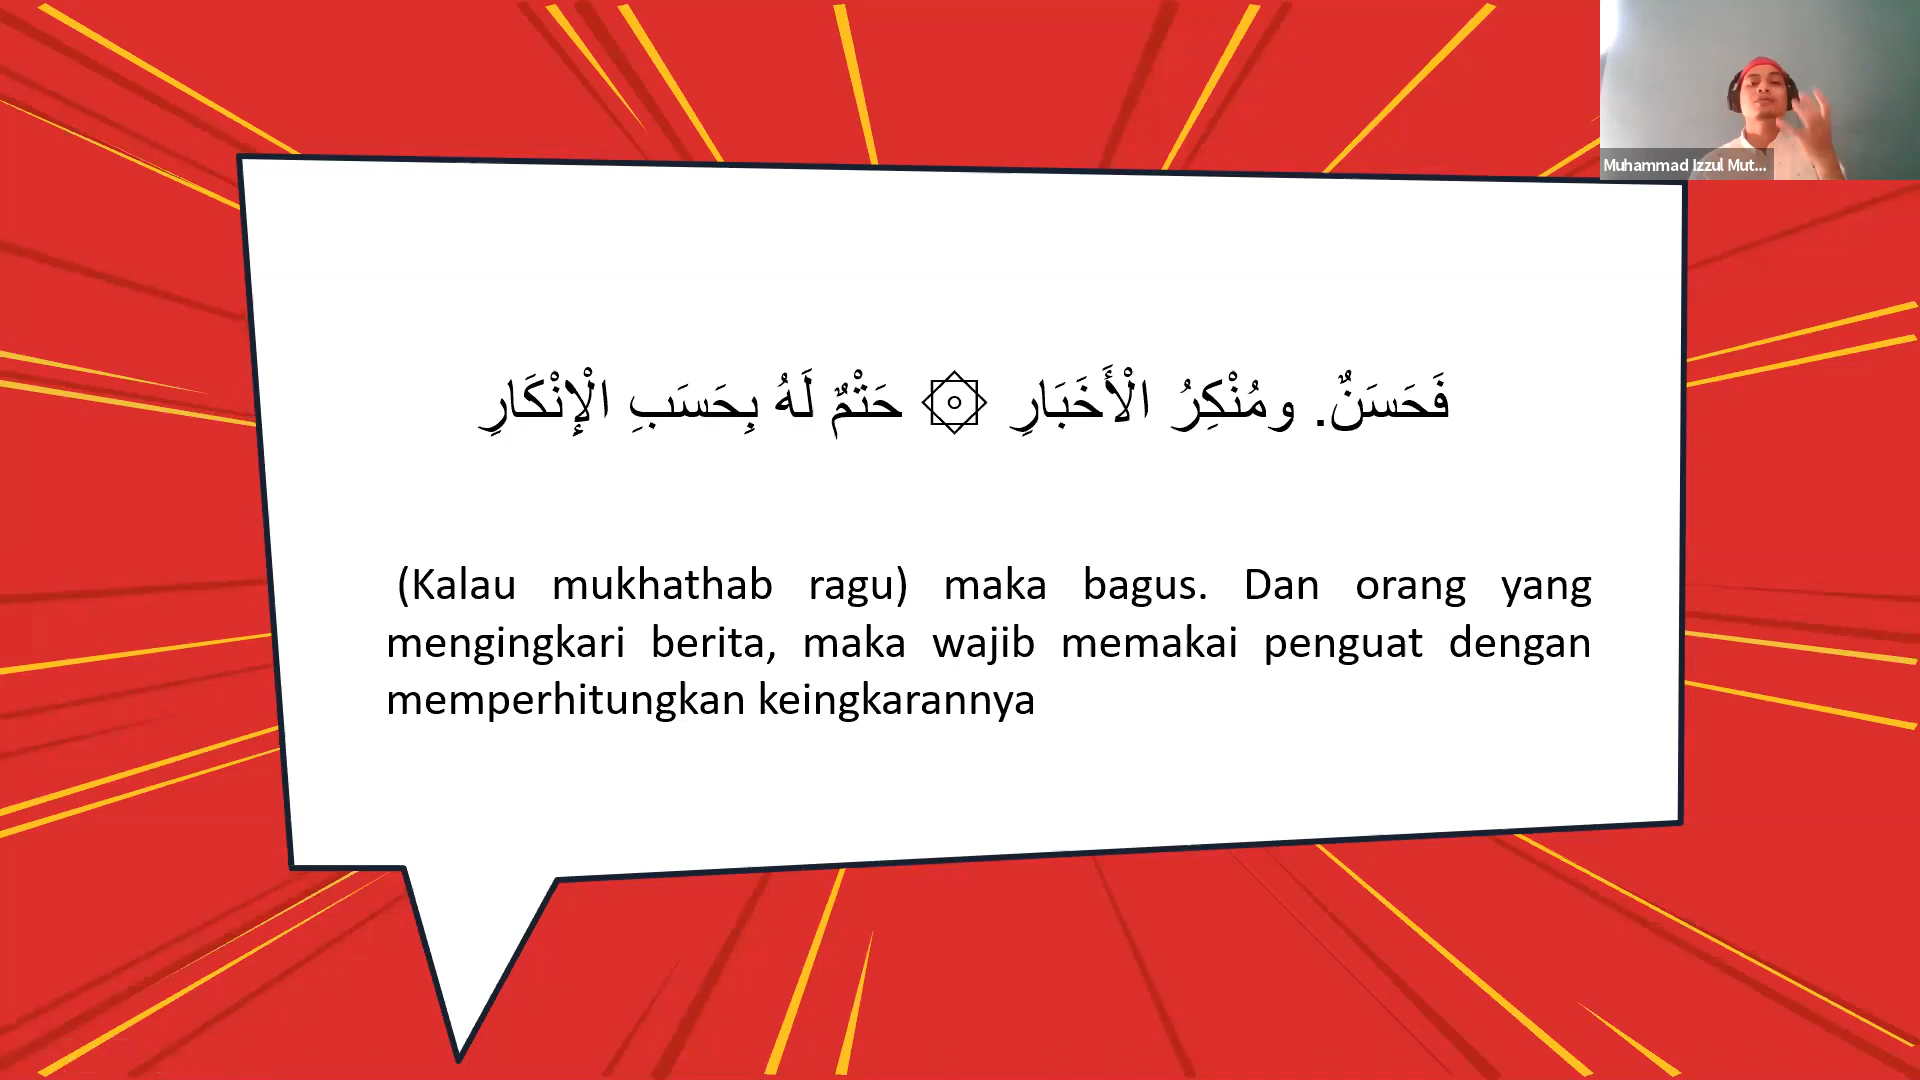 Muhammad Izzul Mut...
فَحَسَنٌ. ومُنْكِرُ الْأَخَبَارِ ۞ حَتْمٌ لَهُ بِحَسَبِ الْإِنْكَارِ
(Kalau mukhathab ragu) maka bagus. Dan orang yang
mengingkari berita, maka wajib memakai penguat dengan
memperhitungkan keingkarannya